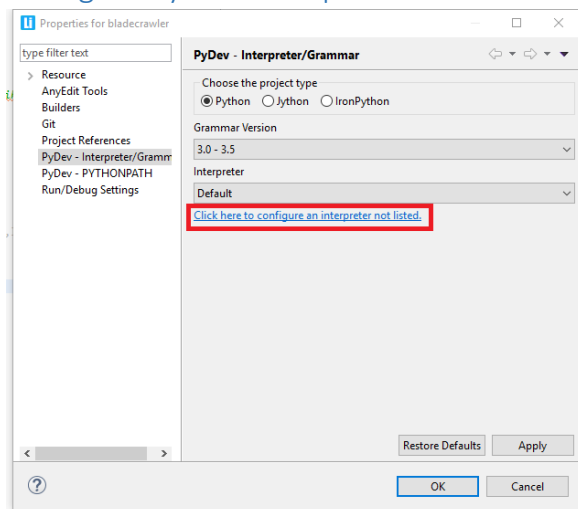 Properties for bladecrawler
type filter text
Resource
AnyEdit Tools
Builders
Git
Project References
PyDev - Interpreter/Gramm
PyDev - PYTHONPATH
Run/Debug Settings
PyDev - Interpreter/Grammar
Choose the project type
Python Jython IronPython
Grammar Version
3.0 - 3.5
Interpreter
Default
Click here to configure an interpreter not listed.
Restore Defaults Apply
OK Cancel